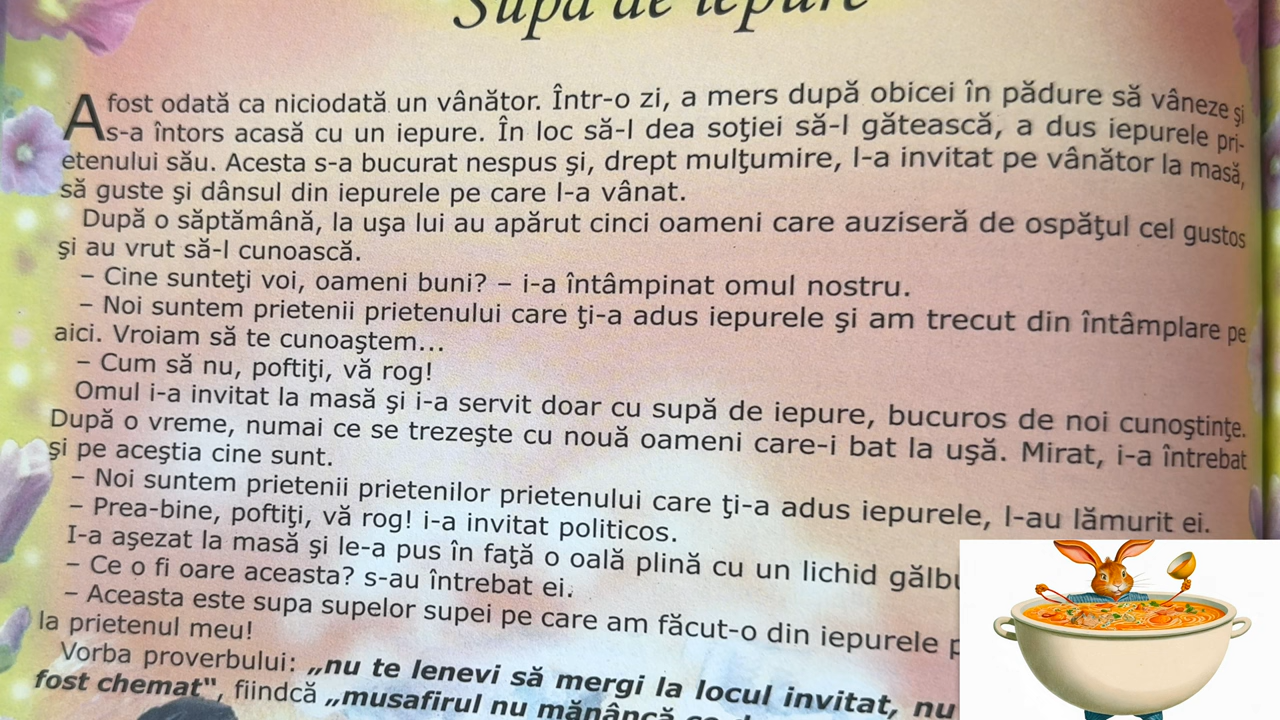 Supa de iepure
A fost odată ca niciodată un vânător. Într-o zi, a mers după obicei în pădure să vâneze şi
s-a întors acasă cu un iepure. În loc să-l dea soţiei să-l gătească, a dus iepurele pri-
etenului său. Acesta s-a bucurat nespus şi, drept mulţumire, l-a invitat pe vânător la masă,
să guste şi dânsul din iepurele pe care l-a vânat.
După o săptămână, la uşa lui au apărut cinci oameni care auziseră de ospăţul cel gustos
şi au vrut să-l cunoască.
– Cine sunteţi voi, oameni buni? – i-a întâmpinat omul nostru.
– Noi suntem prietenii prietenului care ţi-a adus iepurele şi am trecut din întâmplare pe
aici. Vroiam să te cunoaştem...
– Cum să nu, poftiţi, vă rog!
Omul i-a invitat la masă şi i-a servit doar cu supă de iepure, bucuros de noi cunoştinţe.
După o vreme, numai ce se trezeşte cu nouă oameni care-i bat la uşă. Mirat, i-a întrebat
şi pe aceştia cine sunt.
– Noi suntem prietenii prietenilor prietenului care ţi-a adus iepurele, l-au lămurit ei.
– Prea-bine, poftiţi, vă rog! i-a invitat politicos.
I-a aşezat la masă şi le-a pus în faţă o oală plină cu un lichid
– Ce o fi oare aceasta? s-au întrebat ei.
– Aceasta este supa supelor supei pe care am făcut-o din iepurele
la prietenul meu!
Vorba proverbului: „nu te lenevi să mergi la locul invitat, nu
fost chemat", fiindcă „musafirul nu mănâncă